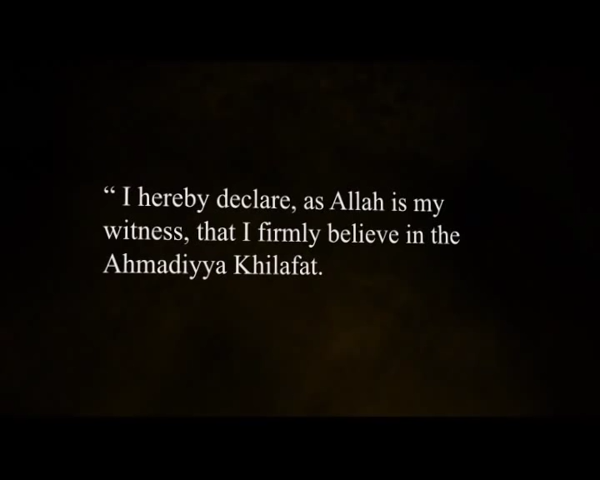 “ I hereby declare, as Allah is my
witness, that I firmly believe in the
Ahmadiyya Khilafat.